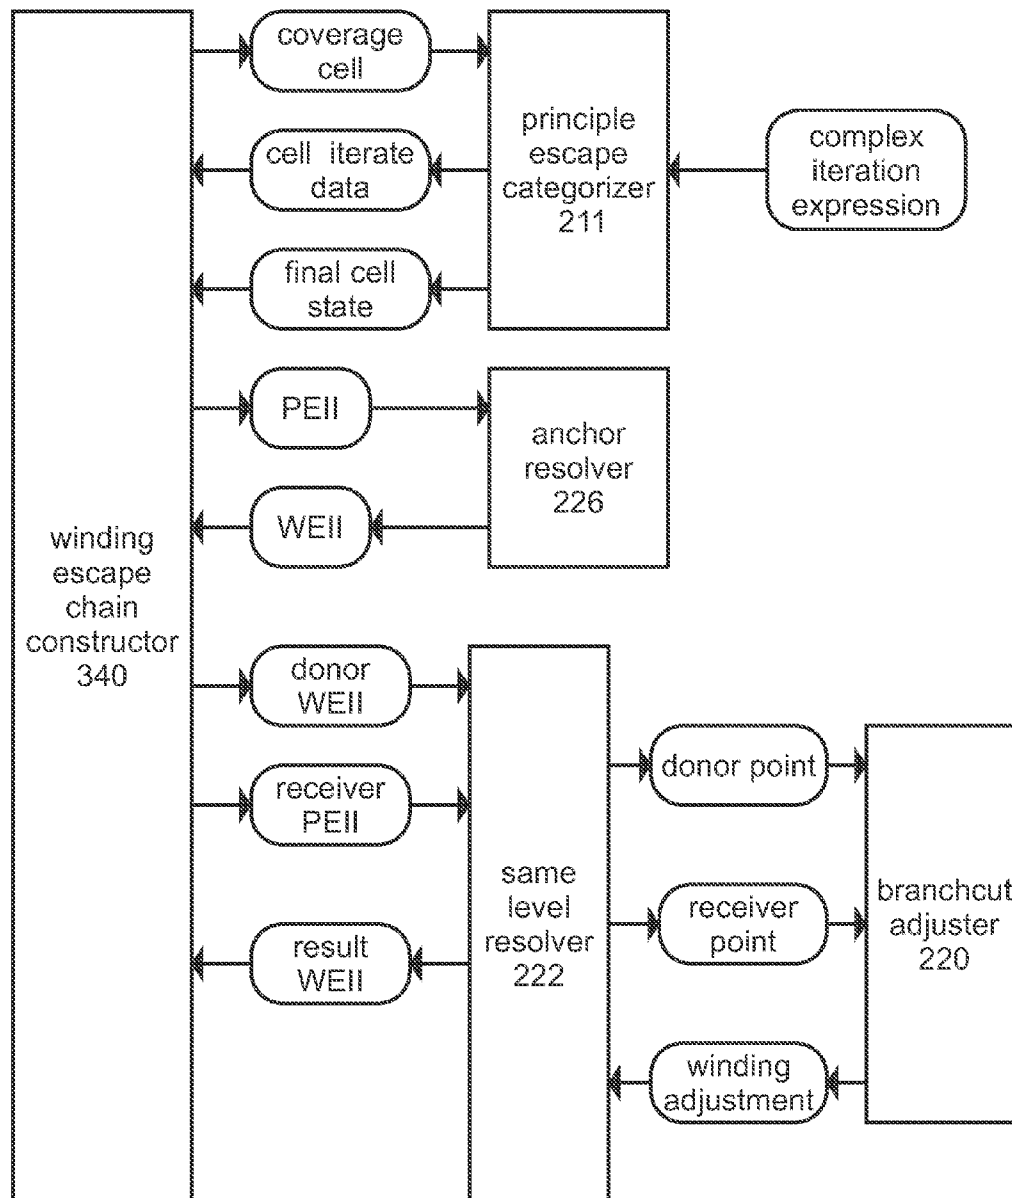 coverage
cell
cell iterate
data
final cell
state
principle
escape
categorizer
211
complex
iteration
expression
PEII
WEII
anchor
resolver
226
winding
escape
chain
constructor
340
donor
WEII
receiver
PEII
result
WEII
same
level
resolver
222
donor point
receiver
point
winding
adjustment
branchcut
adjuster
220